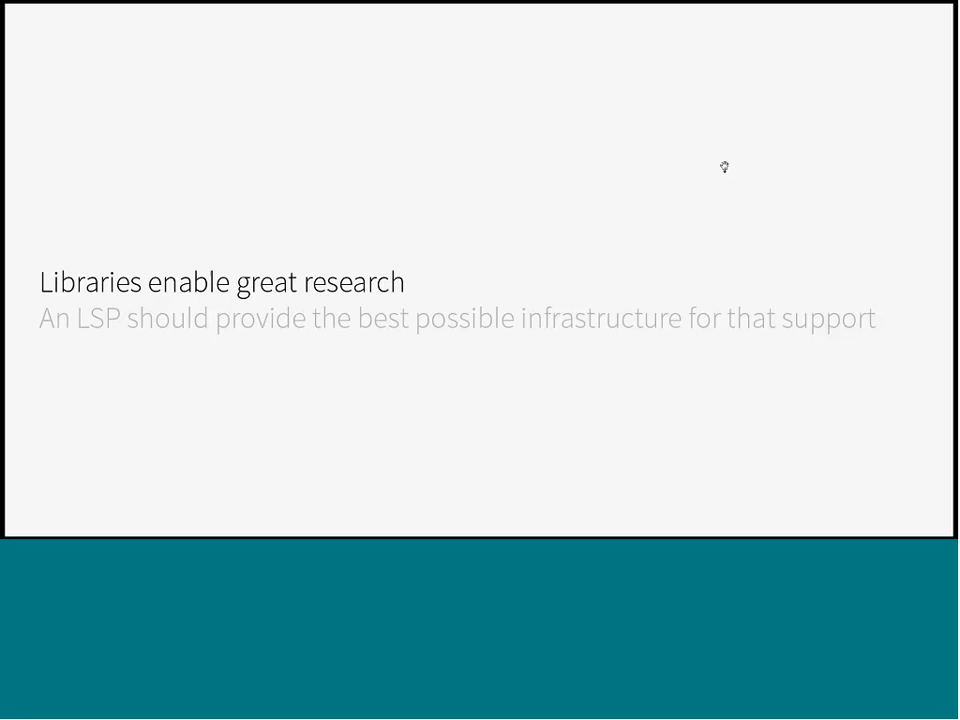 Libraries enable great research
An LSP should provide the best possible infrastructure for that support